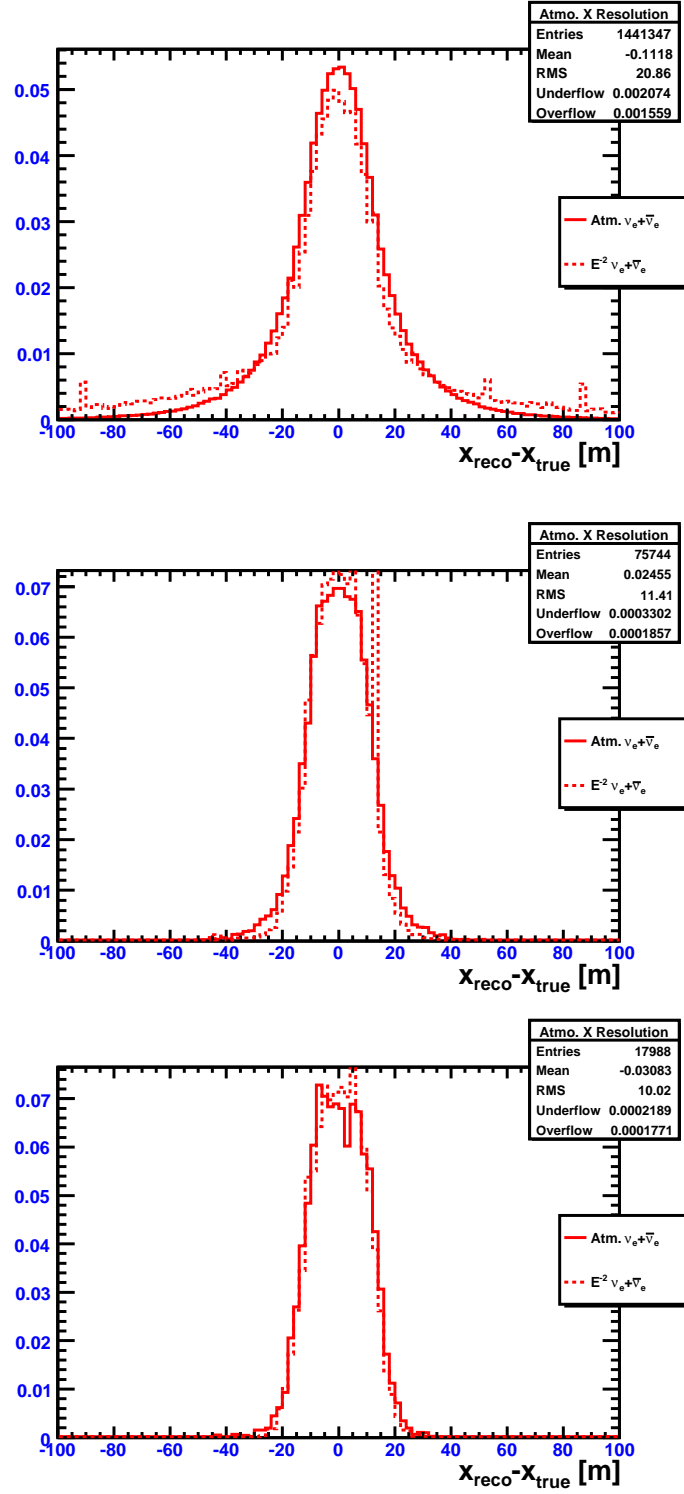 Atmo. X Resolution
Entries 1441347
Mean -0.1118
RMS 20.86
Underflow 0.002074
Overflow 0.001559
0.05
0.04
0.03
0.02
0.01
0
Atm. νe+ν̅e
E-2 νe+ν̅e
-100 -80 -60 -40 -20 0 20 40 60 80 100
xreco-xtrue [m]
Atmo. X Resolution
Entries 75744
Mean 0.02455
RMS 11.41
Underflow 0.0003302
Overflow 0.0001857
0.07
0.06
0.05
0.04
0.03
0.02
0.01
0
Atm. νe+ν̅e
E-2 νe+ν̅e
-100 -80 -60 -40 -20 0 20 40 60 80 100
xreco-xtrue [m]
Atmo. X Resolution
Entries 17988
Mean -0.03083
RMS 10.02
Underflow 0.0002189
Overflow 0.0001771
0.07
0.06
0.05
0.04
0.03
0.02
0.01
0
Atm. νe+ν̅e
E-2 νe+ν̅e
-100 -80 -60 -40 -20 0 20 40 60 80 100
xreco-xtrue [m]